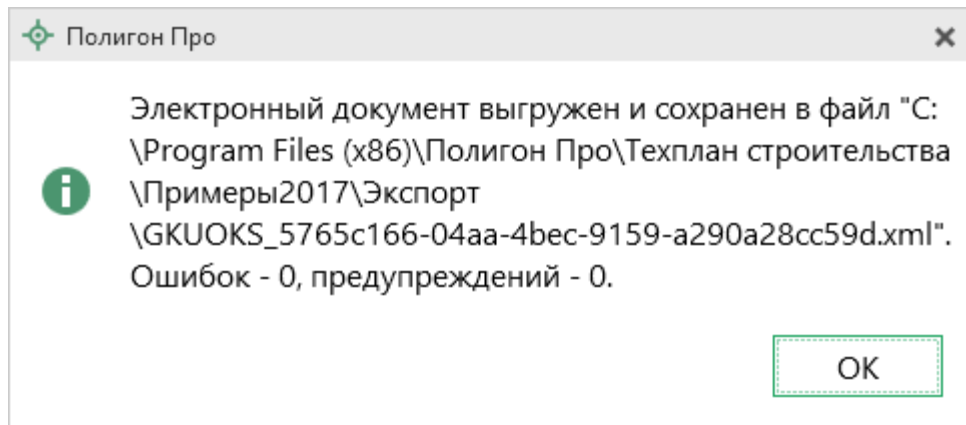 Полигон Про
Электронный документ выгружен и сохранен в файл "C:
\Program Files (x86)\Полигон Про\Техплан строительства
\Примеры2017\Экспорт
\GKUOKS_5765c166-04aa-4bec-9159-a290a28cc59d.xml".
Ошибок - 0, предупреждений - 0.
OK